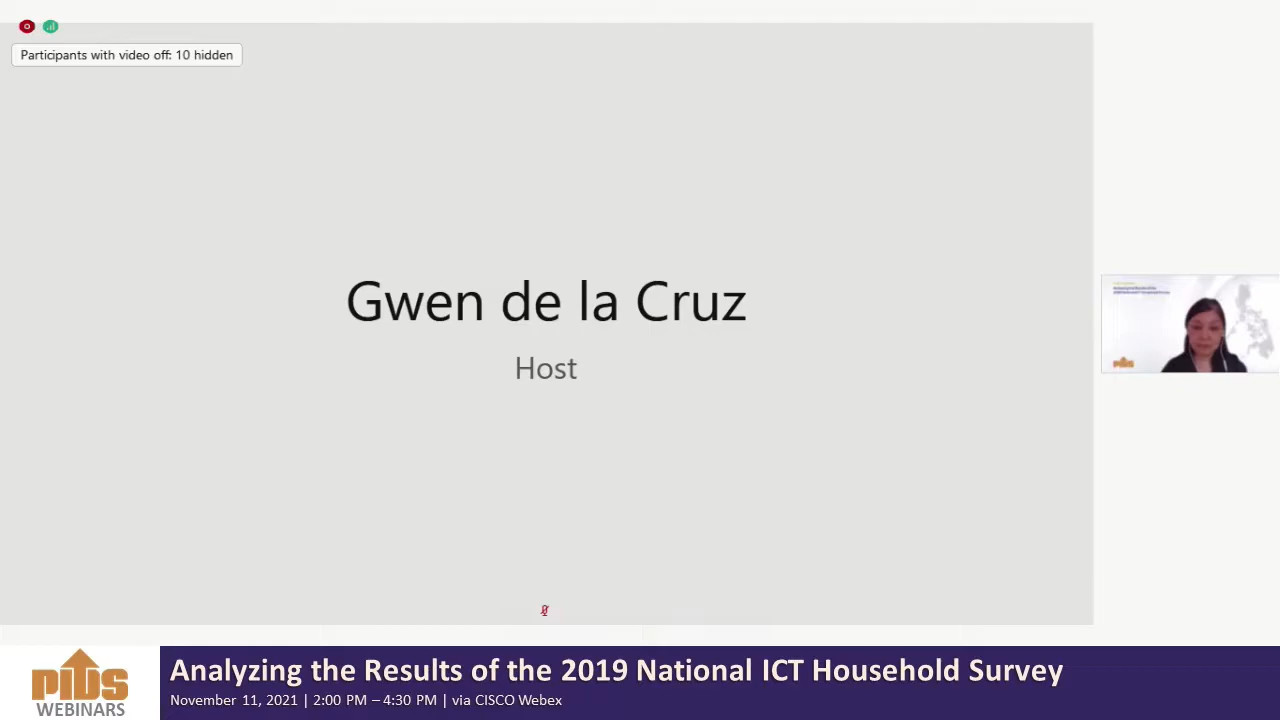 Participants with video off: 10 hidden
Gwen de la Cruz
Host
pids
WEBINARS
Analyzing the Results of the 2019 National ICT Household Survey
November 11, 2021 | 2:00 PM – 4:30 PM | via CISCO Webex